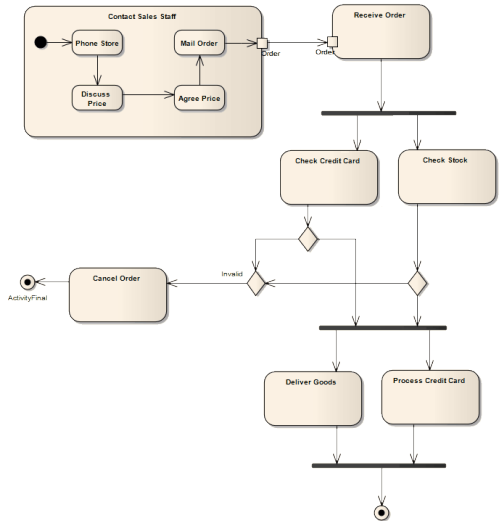 Contact Sales Staff
Receive Order
Phone Store
Mail Order
Order
Order
Discuss
Price
Agree Price
Check Credit Card
Check Stock
Invalid
Cancel Order
ActivityFinal
Deliver Goods
Process Credit Card